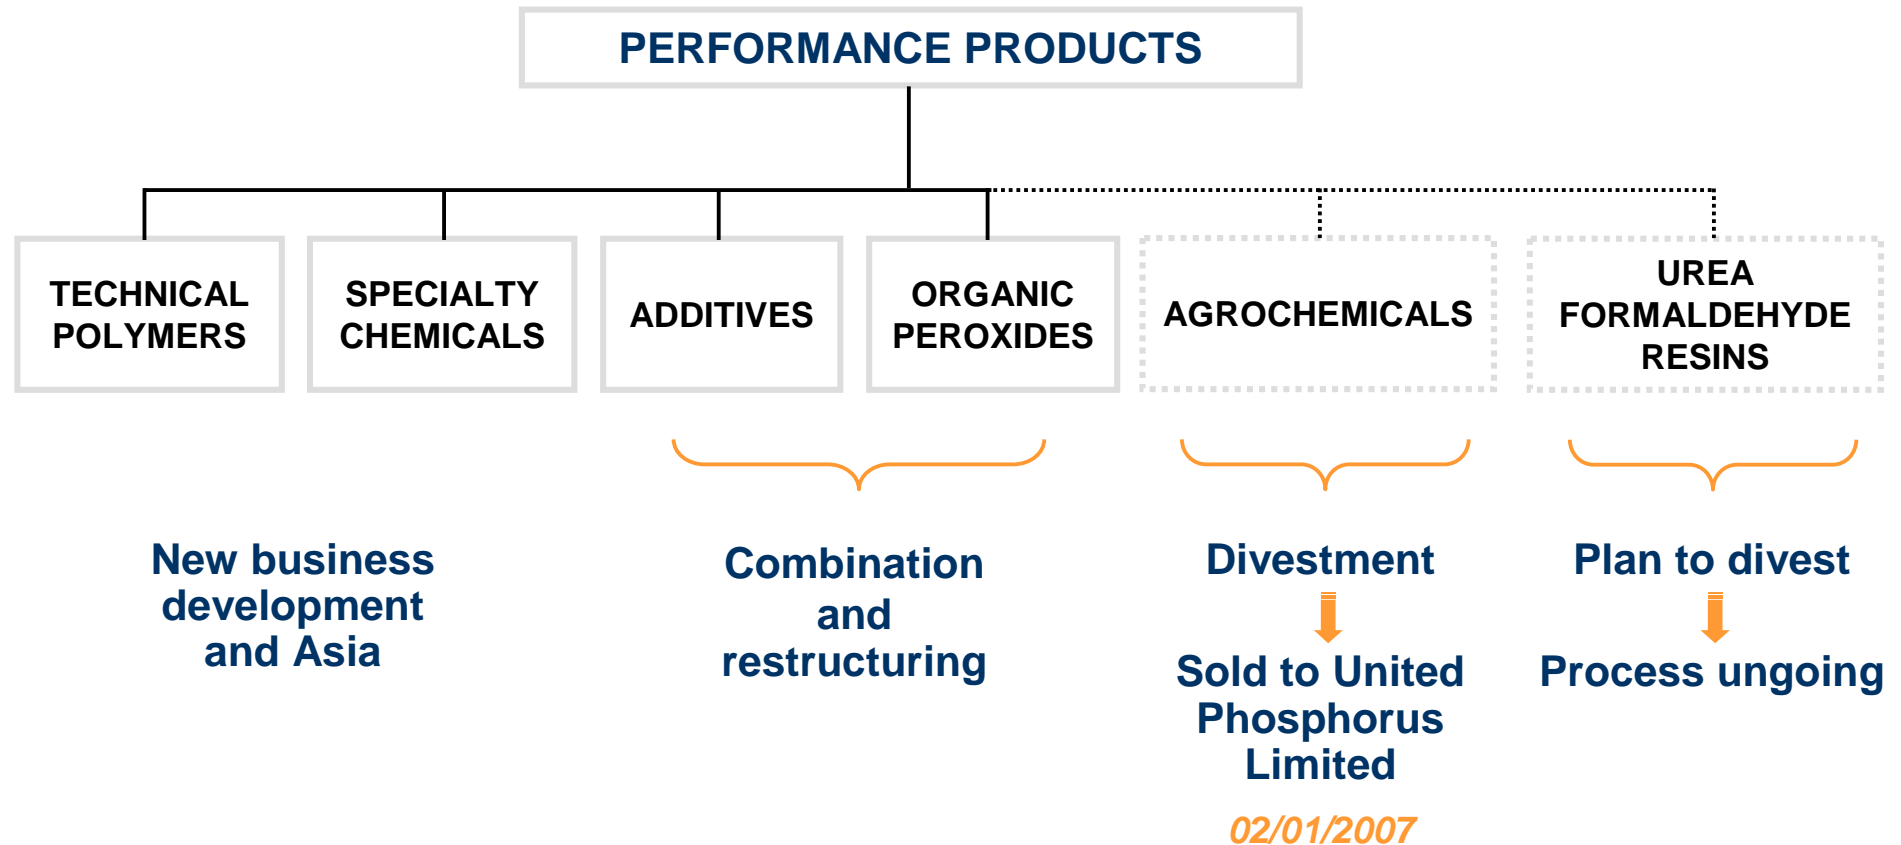 PERFORMANCE PRODUCTS
TECHNICAL
POLYMERS
SPECIALTY
CHEMICALS
ADDITIVES
ORGANIC
PEROXIDES
AGROCHEMICALS
UREA
FORMALDEHYDE
RESINS
New business
development
and Asia
Combination
and
restructuring
Divestment
Sold to United
Phosphorus
Limited
02/01/2007
Plan to divest
Process ungoing